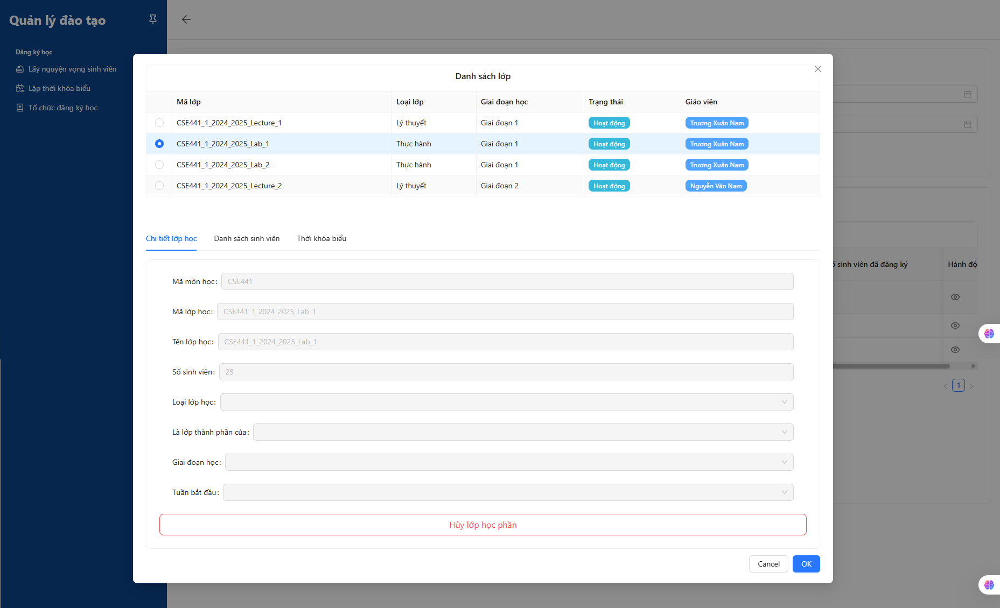 Quản lý đào tạo
Đăng ký học
Lấy nguyện vọng sinh viên
Lập thời khóa biểu
Tổ chức đăng ký học
Danh sách lớp
Mã lớp Loại lớp Giai đoạn học Trạng thái Giáo viên
CSE441_1_2024_2025_Lecture_1 Lý thuyết Giai đoạn 1 Hoạt động Trương Xuân Nam
CSE441_1_2024_2025_Lab_1 Thực hành Giai đoạn 1 Hoạt động Trương Xuân Nam
CSE441_1_2024_2025_Lab_2 Thực hành Giai đoạn 1 Hoạt động Trương Xuân Nam
CSE441_1_2024_2025_Lecture_2 Lý thuyết Giai đoạn 2 Hoạt động Nguyễn Văn Nam
Chi tiết lớp học Danh sách sinh viên Thời khóa biểu
Mã môn học: CSE441
Mã lớp học: CSE441_1_2024_2025_Lab_1
Tên lớp học: CSE441_1_2024_2025_Lab_1
Số sinh viên: 25
Loại lớp học:
Là lớp thành phần của:
Giai đoạn học:
Tuần bắt đầu:
Hủy lớp học phần
Cancel OK
sinh viên đã đăng ký Hành độ
1